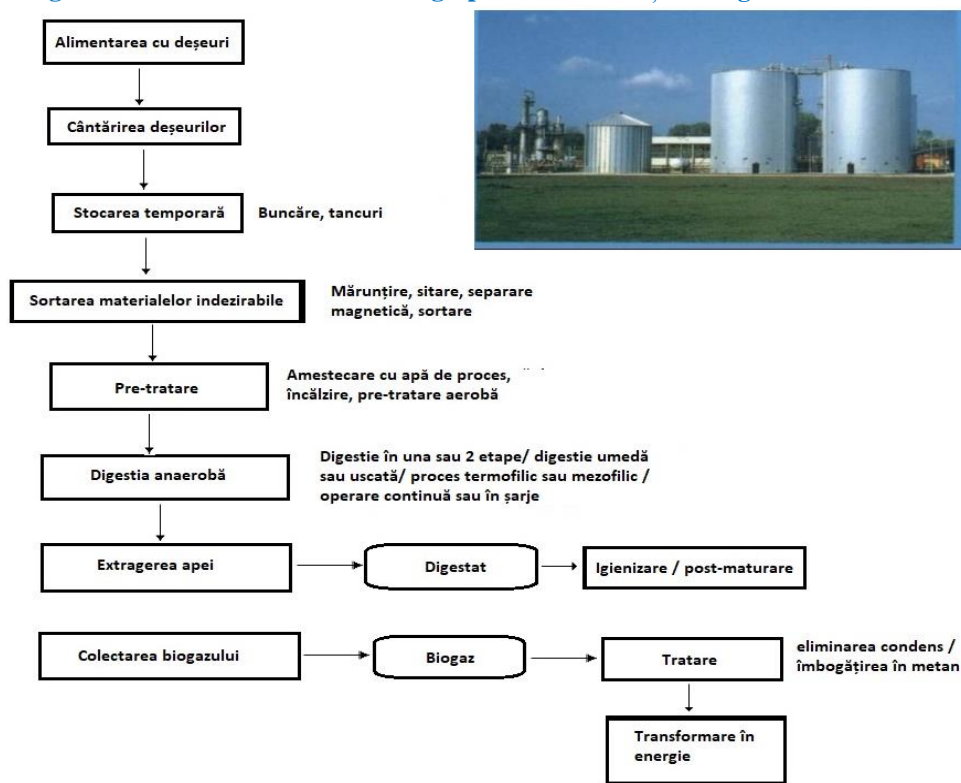 Alimentarea cu deșeuri
Cântărirea deșeurilor
Stocarea temporară
Buncăre, tancuri
Sortarea materialelor indezirabile
Mărunțire, sitare, separare
magnetică, sortare
Pre-tratare
Amestecare cu apă de proces,
încălzire, pre-tratare aerobă
Digestia anaerobă
Digestie în una sau 2 etape/ digestie umedă
sau uscată/ proces termofilic sau mezofilic /
operare continuă sau în șarje
Extragerea apei
Digestat
Igienizare / post-maturare
Colectarea biogazului
Biogaz
Tratare
eliminarea condens /
îmbogățirea în metan
Transformare în
energie